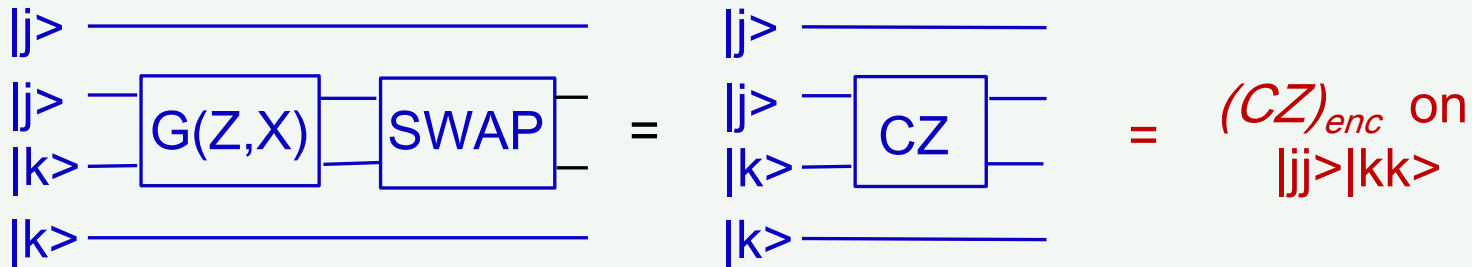 |j> |j>
|j> G(Z,X) SWAP = |j> CZ = (CZ)enc on
|k> |k> |jj>|kk>
|k> |k>